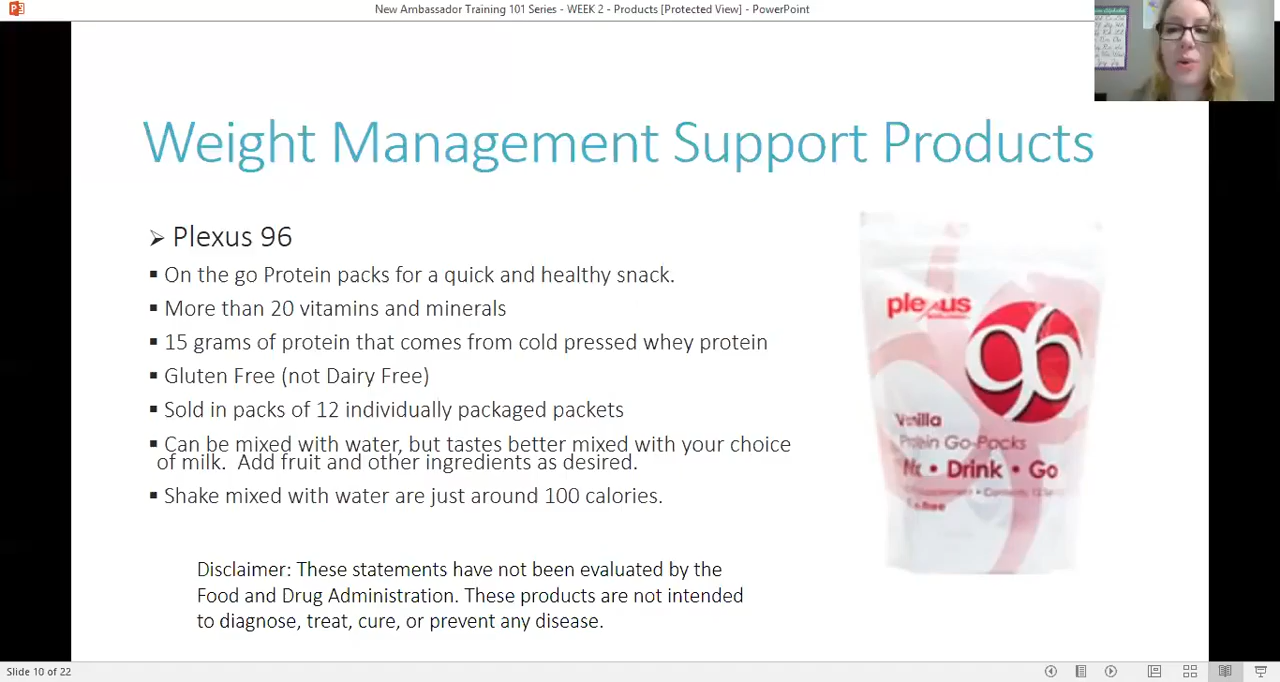 New Ambassador Training 101 Series - WEEK 2 - Products [Protected View] - PowerPoint
Weight Management Support Products
➢ Plexus 96
▪ On the go Protein packs for a quick and healthy snack.
▪ More than 20 vitamins and minerals
▪ 15 grams of protein that comes from cold pressed whey protein
▪ Gluten Free (not Dairy Free)
▪ Sold in packs of 12 individually packaged packets
▪ Can be mixed with water, but tastes better mixed with your choice
of milk.  Add fruit and other ingredients as desired.
▪ Shake mixed with water are just around 100 calories.
Disclaimer: These statements have not been evaluated by the
Food and Drug Administration. These products are not intended
to diagnose, treat, cure, or prevent any disease.
plexus
96
Vanilla
Protein Go-Packs
Mix • Drink • Go
Slide 10 of 22